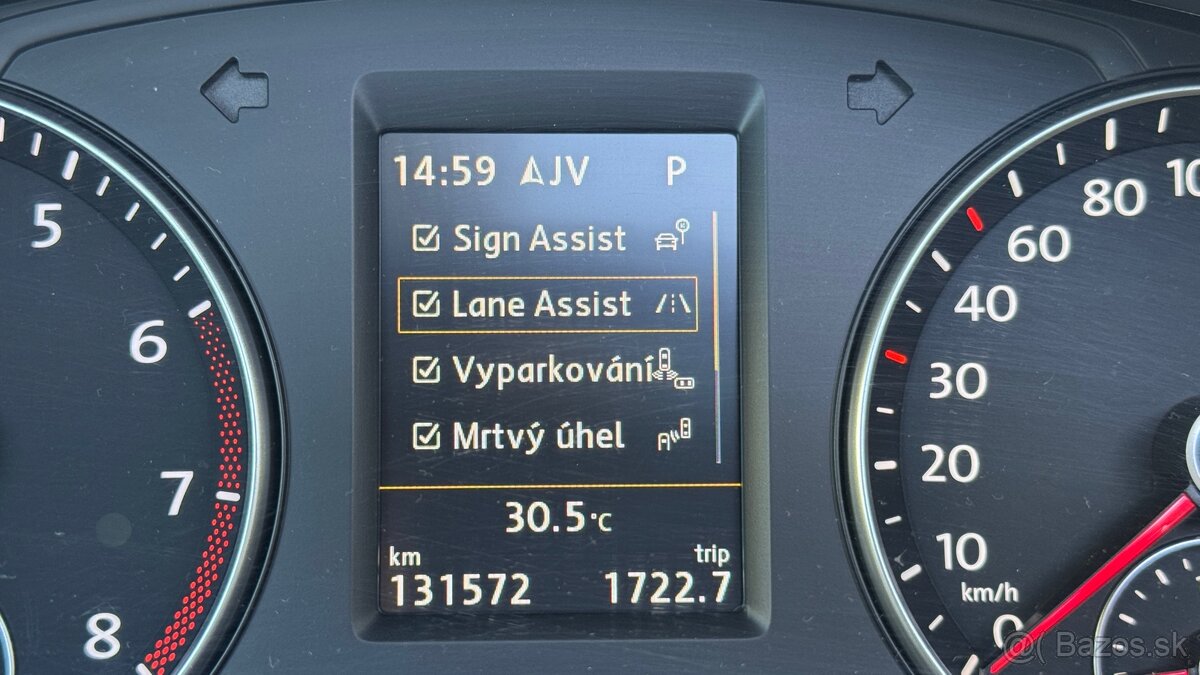 14:59 JV P
Sign Assist
Lane Assist
Vyparkování
Mrtvý úhel
30.5°C
km trip
131572 1722.7
5
6
7
8
10
80
60
40
30
20
10
km/h
0
@( Bazos.sk